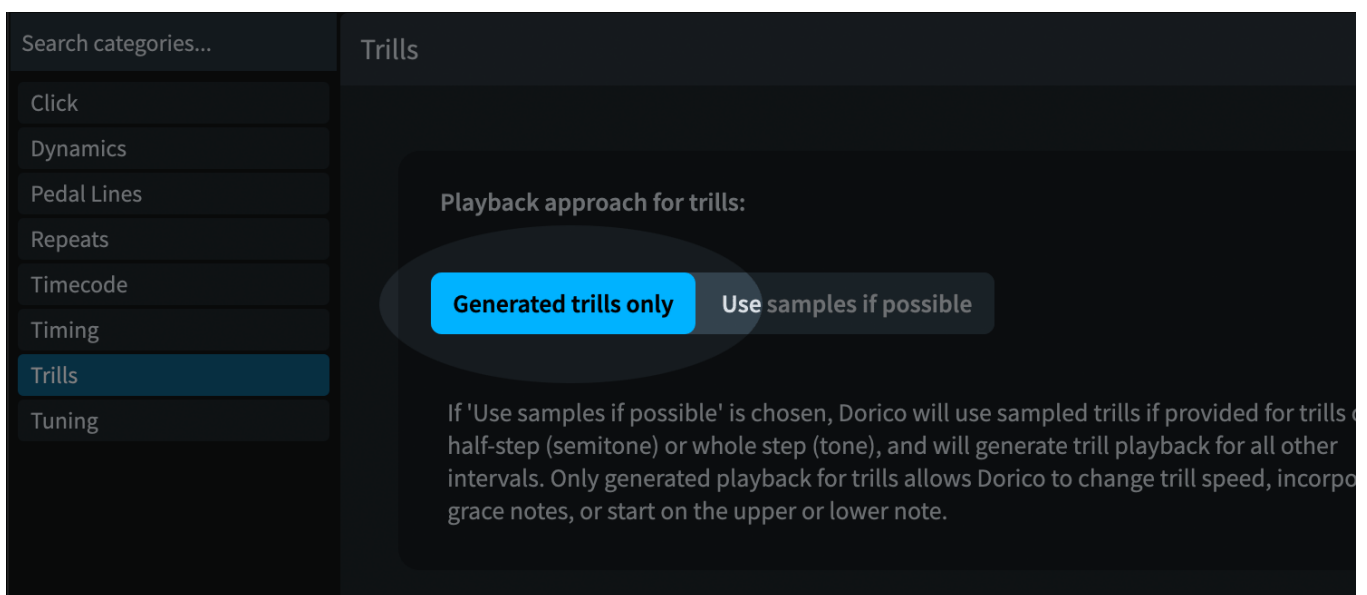 Search categories...
Trills
Click
Dynamics
Pedal Lines
Repeats
Timecode
Timing
Trills
Tuning
Playback approach for trills:
Generated trills only
Use samples if possible
If 'Use samples if possible' is chosen, Dorico will use sampled trills if provided for trills
half-step (semitone) or whole step (tone), and will generate trill playback for all other
intervals. Only generated playback for trills allows Dorico to change trill speed,
grace notes, or start on the upper or lower note.